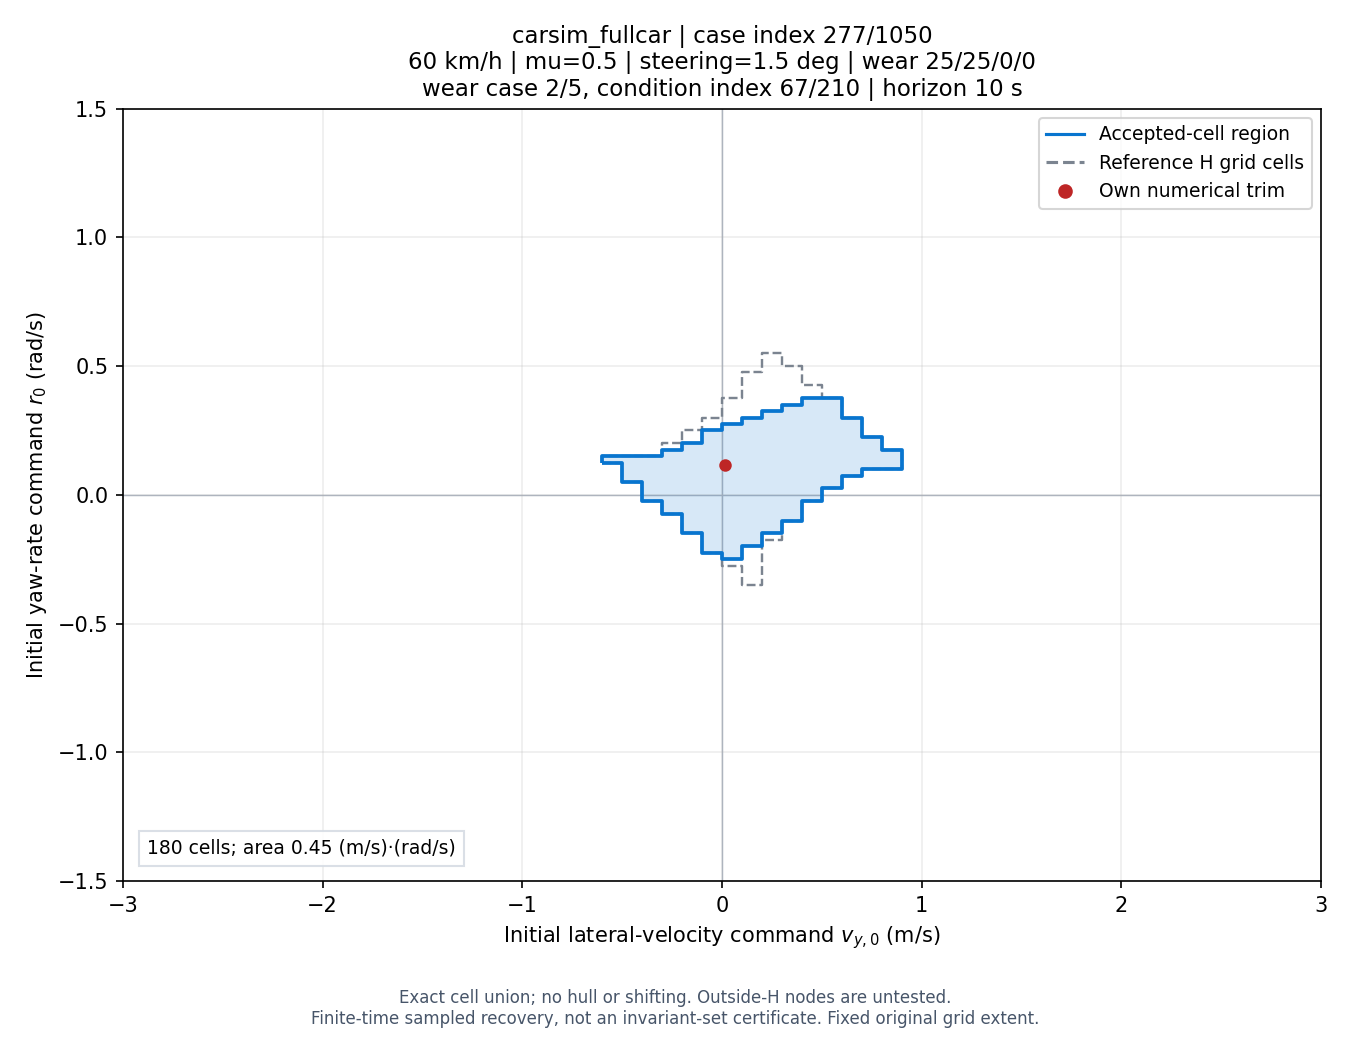 carsim_fullcar | case index 277/1050
60 km/h | mu=0.5 | steering=1.5 deg | wear 25/25/0/0
wear case 2/5, condition index 67/210 | horizon 10 s
Accepted-cell region
Reference H grid cells
Own numerical trim
1.5
1.0
0.5
0.0
−0.5
−1.0
−1.5
Initial yaw-rate command r₀ (rad/s)
180 cells; area 0.45 (m/s)·(rad/s)
−3
−2
−1
0
1
2
3
Initial lateral-velocity command v_{y,0} (m/s)
Exact cell union; no hull or shifting. Outside-H nodes are untested.
Finite-time sampled recovery, not an invariant-set certificate. Fixed original grid extent.